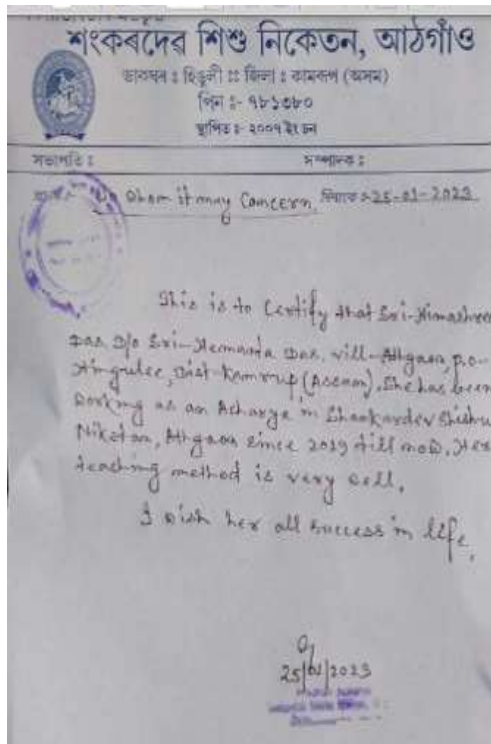 শংকৰদেৱ শিশু নিকেতন, আঠগাঁও
ডাকঘৰ ঃ হিঙুলী ঃঃ জিলা ঃ কামৰূপ (অসম)
পিন ঃ- ৭৮১৩৮০
স্থাপিত ঃ- ২০০৭ ইং চন
সভাপতি ঃ সম্পাদক ঃ
To Whom it may Concern, দিনাংক ঃ 25-01-2023
This is to Certify that Sri-Himashree
Das D/o Sri-Hemanta Das, vill-Athgaon, P.O-
Hingulee, Dist-Kamrup (Assam), She has been
working as an Acharya in Shankardev Shishu
Niketan, Athgaon since 2019 till now, Her
teaching method is very well,
I wish her all success in life,
25/01/2023